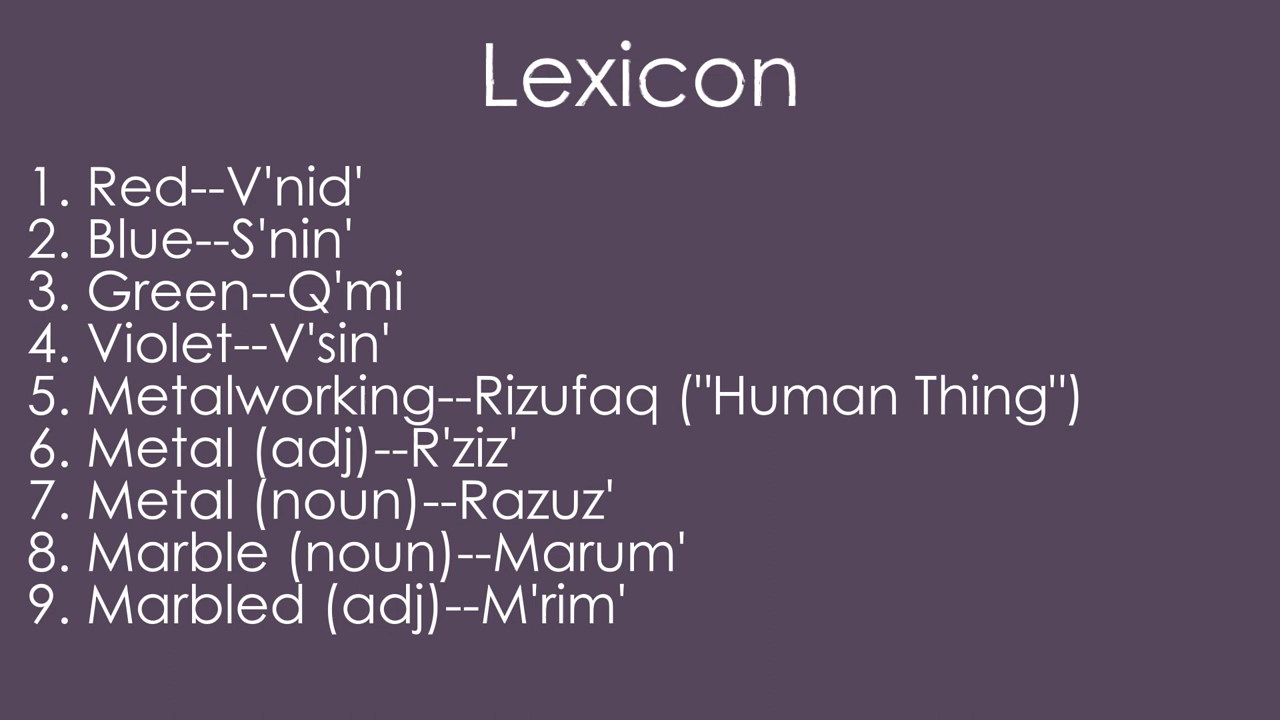 Lexicon
1. Red--V'nid'
2. Blue--S'nin'
3. Green--Q'mi
4. Violet--V'sin'
5. Metalworking--Rizufaq ("Human Thing")
6. Metal (adj)--R'ziz'
7. Metal (noun)--Razuz'
8. Marble (noun)--Marum'
9. Marbled (adj)--M'rim'